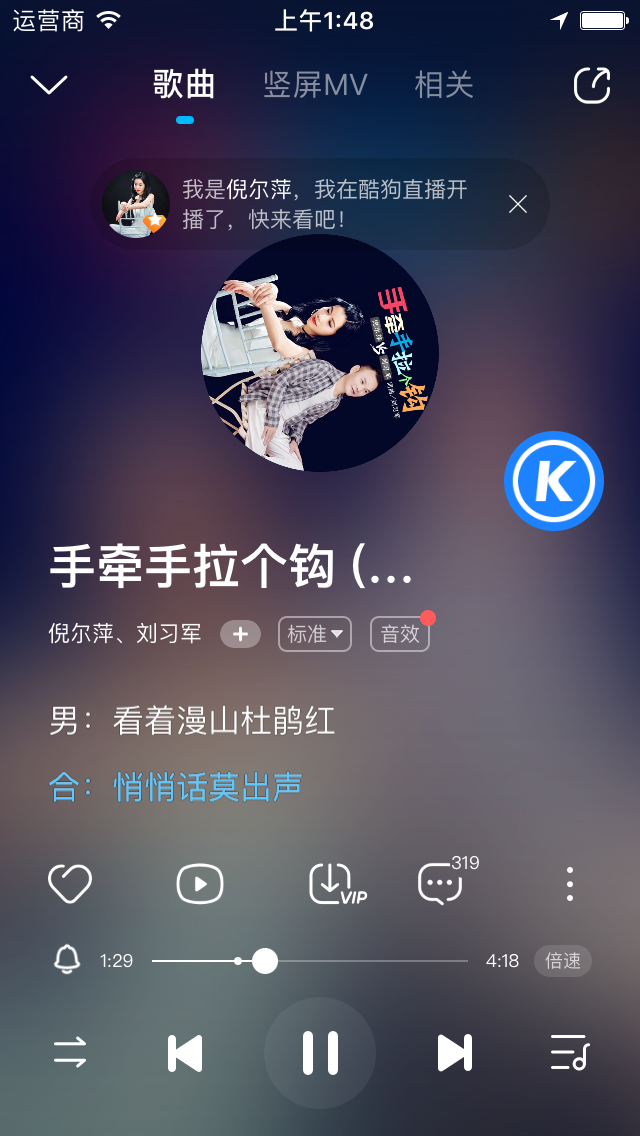 运营商
上午1:48
歌曲
竖屏MV
相关
我是倪尔萍，我在酷狗直播开
播了，快来看吧！
手牵手拉个钩
VS
K
手牵手拉个钩 (...
倪尔萍、刘习军
标准
音效
男：看着漫山杜鹃红
合：悄悄话莫出声
VIP
319
1:29
4:18
倍速